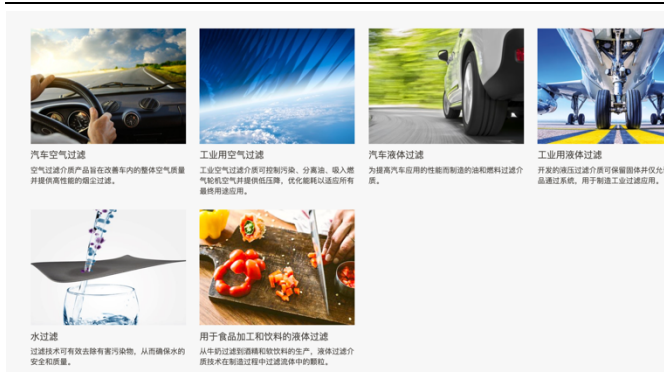 汽车空气过滤
空气过滤介质产品旨在改善车内的整体空气质量
并提供高性能的烟尘过滤。
工业用空气过滤
工业空气过滤介质可控制污染、分离油、吸入燃
气轮机空气并提供低压降，优化能耗以适应所有
最终用途应用。
汽车液体过滤
为提高汽车应用的性能而制造的油和燃料过滤介
质。
工业用液体过滤
开发的液压过滤介质可保留固体并仅允
品通过系统，用于制造工业过滤应用。
水过滤
过滤技术可有效去除有害污染物，从而确保水的
安全和质量。
用于食品加工和饮料的液体过滤
从牛奶过滤到酒精和软饮料的生产，液体过滤介
质技术在制造过程中过滤流体中的颗粒。